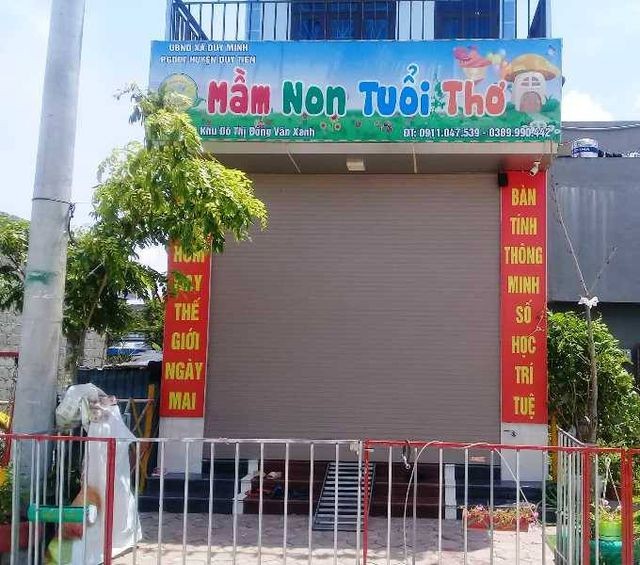 UBND XÃ DUY MINH
PGDĐT HUYỆN DUY TIÊN
Mầm Non Tuổi Thơ
Khu Đô Thị Đồng Văn Xanh
ĐT: 0911.047.539 - 0389.990.442
THẾ
GIỚI
NGÀY
MAI
BÀN
TÍNH
THÔNG
MINH
SỐ
HỌC
TRÍ
TUỆ